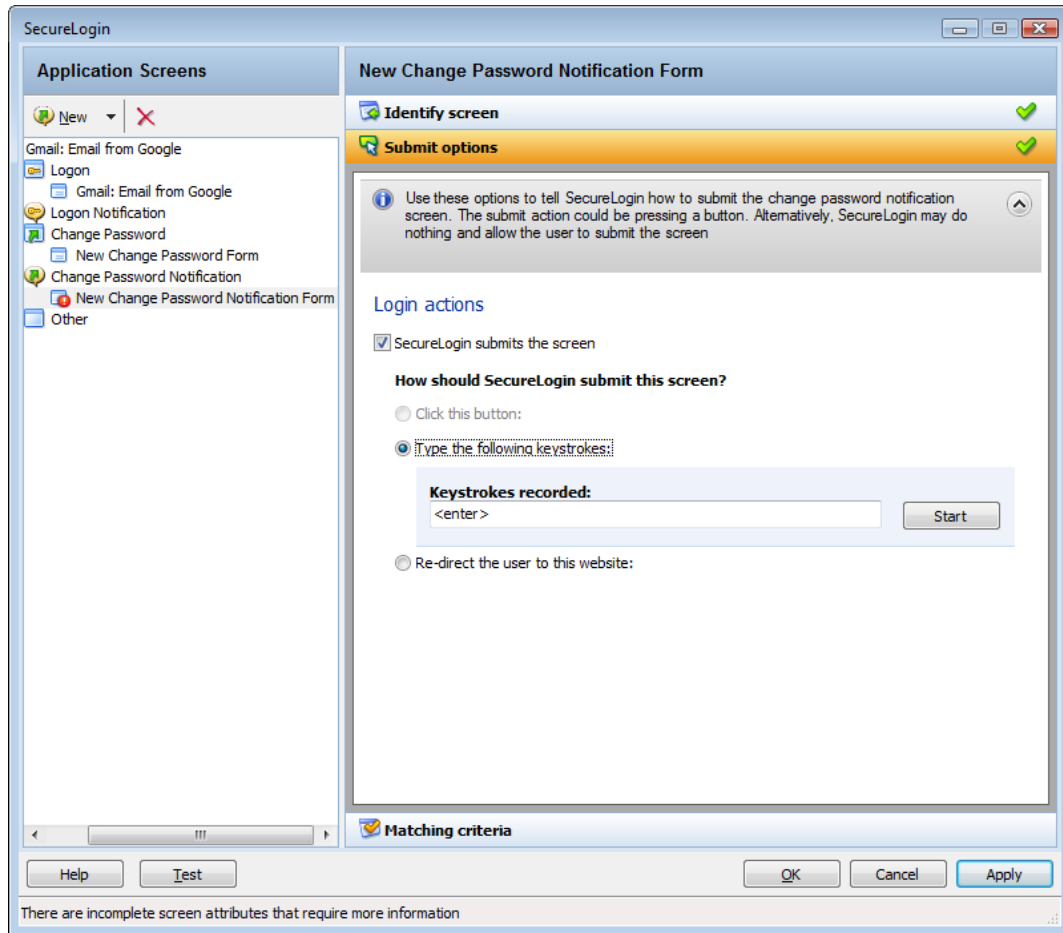 SecureLogin
Application Screens
New
Gmail: Email from Google
Logon
Gmail: Email from Google
Logon Notification
Change Password
New Change Password Form
Change Password Notification
New Change Password Notification Form
Other
New Change Password Notification Form
Identify screen
Submit options
Use these options to tell SecureLogin how to submit the change password notification
screen. The submit action could be pressing a button. Alternatively, SecureLogin may do
nothing and allow the user to submit the screen
Login actions
SecureLogin submits the screen
How should SecureLogin submit this screen?
Click this button:
Type the following keystrokes:
Keystrokes recorded:
<enter>
Start
Re-direct the user to this website:
Matching criteria
Help
Test
OK
Cancel
Apply
There are incomplete screen attributes that require more information